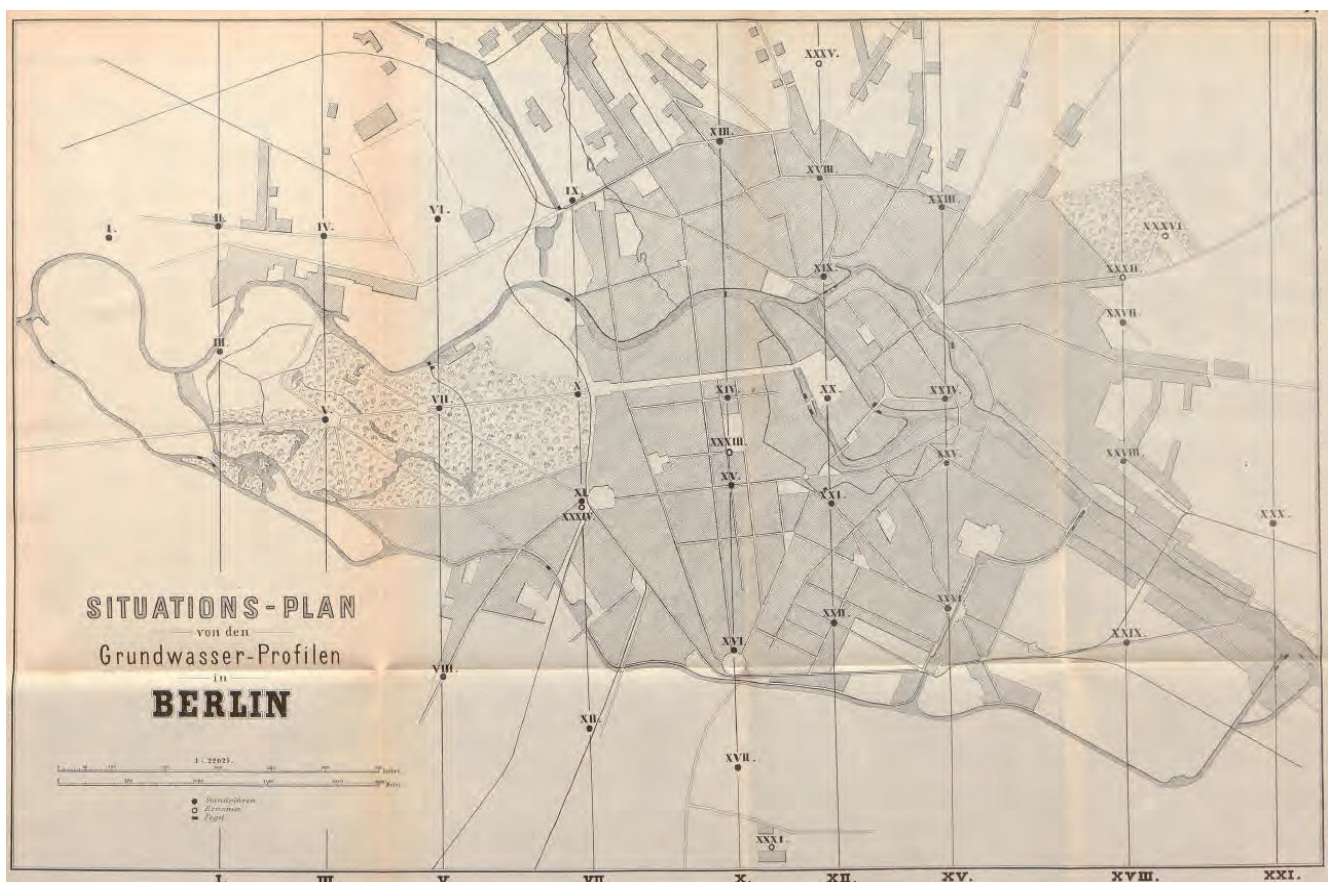 XXXV.
XIII.
XVIII.
IX.
VI.
XXIII.
II.
I.
IV.
XXXVI.
XIX.
XXXII.
XXVII.
III.
X
XIV.
XX.
XXIV.
VII.
V.
XXXIII.
XXV.
XXVIII.
XV.
XI.
XXI.
XXXIV.
XXX.
SITUATIONS-PLAN
von den
Grundwasser-Profilen
in
BERLIN
XXVI.
XXII.
XXIX.
XVI.
VIII.
XII.
XVII.
Standröhren
Brunnen
Pegel
XXXI.
I. III. V. VII. X. XII. XV. XVIII. XXI.